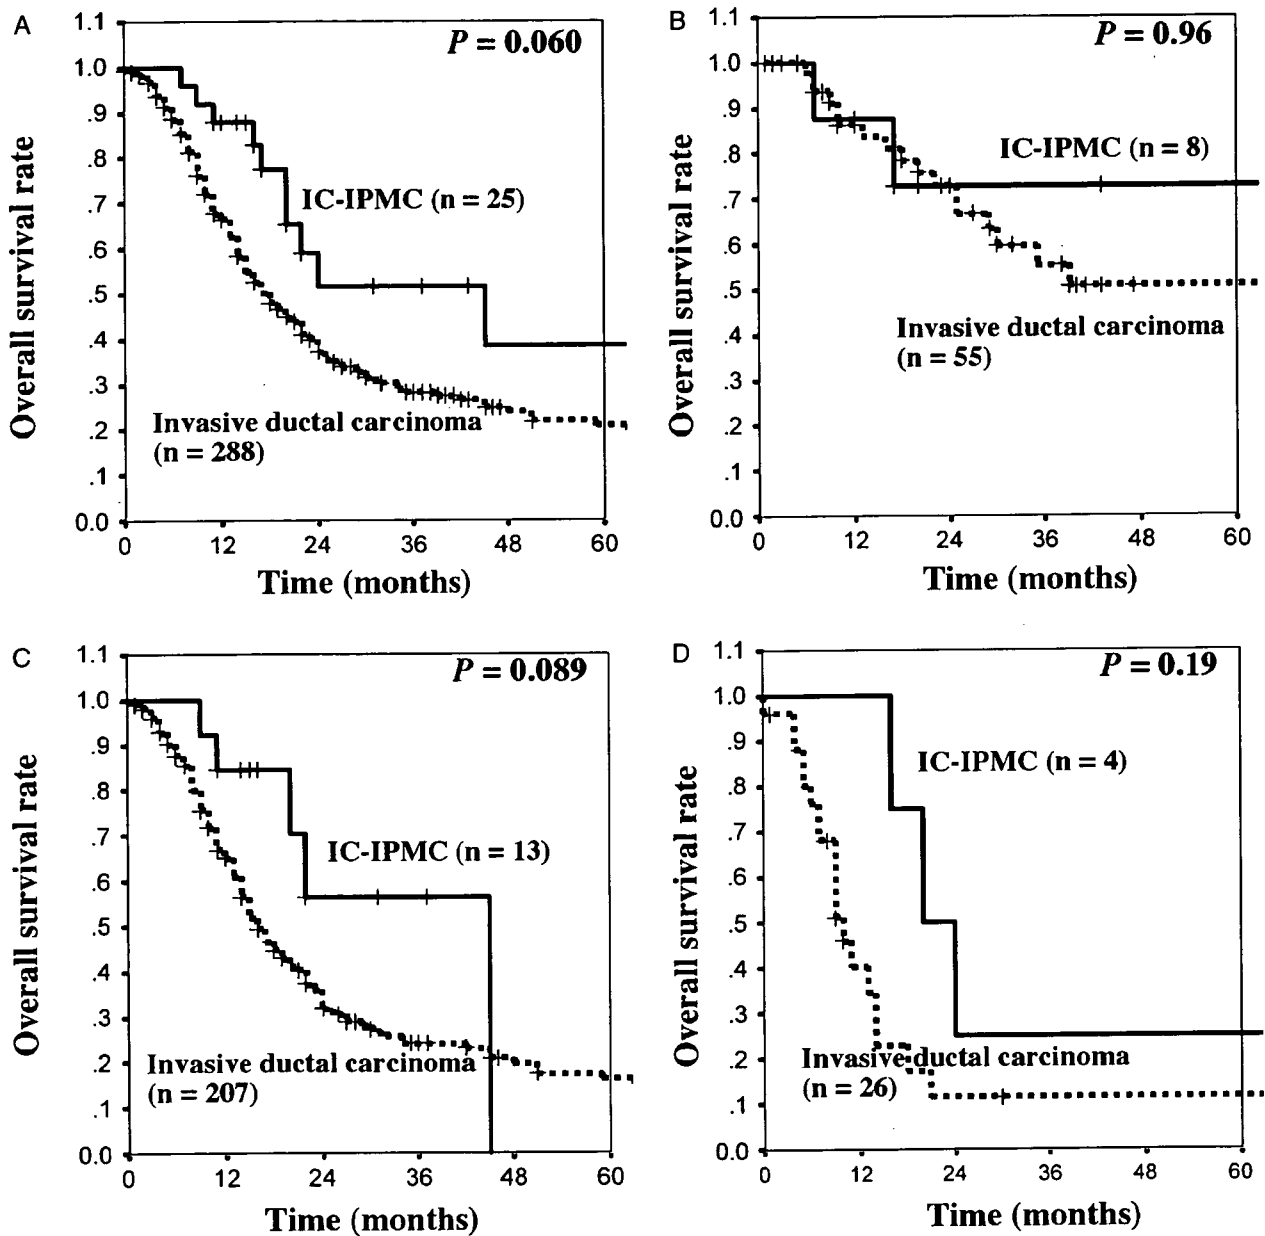 A
P = 0.060
1.1
1.0
.9
.8
.7
.6
.5
.4
.3
.2
.1
0.0
Overall survival rate
IC-IPMC (n = 25)
Invasive ductal carcinoma
(n = 288)
0 12 24 36 48 60
Time (months)
B
P = 0.96
1.1
1.0
.9
.8
.7
.6
.5
.4
.3
.2
.1
0.0
Overall survival rate
IC-IPMC (n = 8)
Invasive ductal carcinoma
(n = 55)
0 12 24 36 48 60
Time (months)
C
P = 0.089
1.1
1.0
.9
.8
.7
.6
.5
.4
.3
.2
.1
0.0
Overall survival rate
IC-IPMC (n = 13)
Invasive ductal carcinoma
(n = 207)
0 12 24 36 48 60
Time (months)
D
P = 0.19
1.1
1.0
.9
.8
.7
.6
.5
.4
.3
.2
.1
0.0
Overall survival rate
IC-IPMC (n = 4)
Invasive ductal carcinoma
(n = 26)
0 12 24 36 48 60
Time (months)